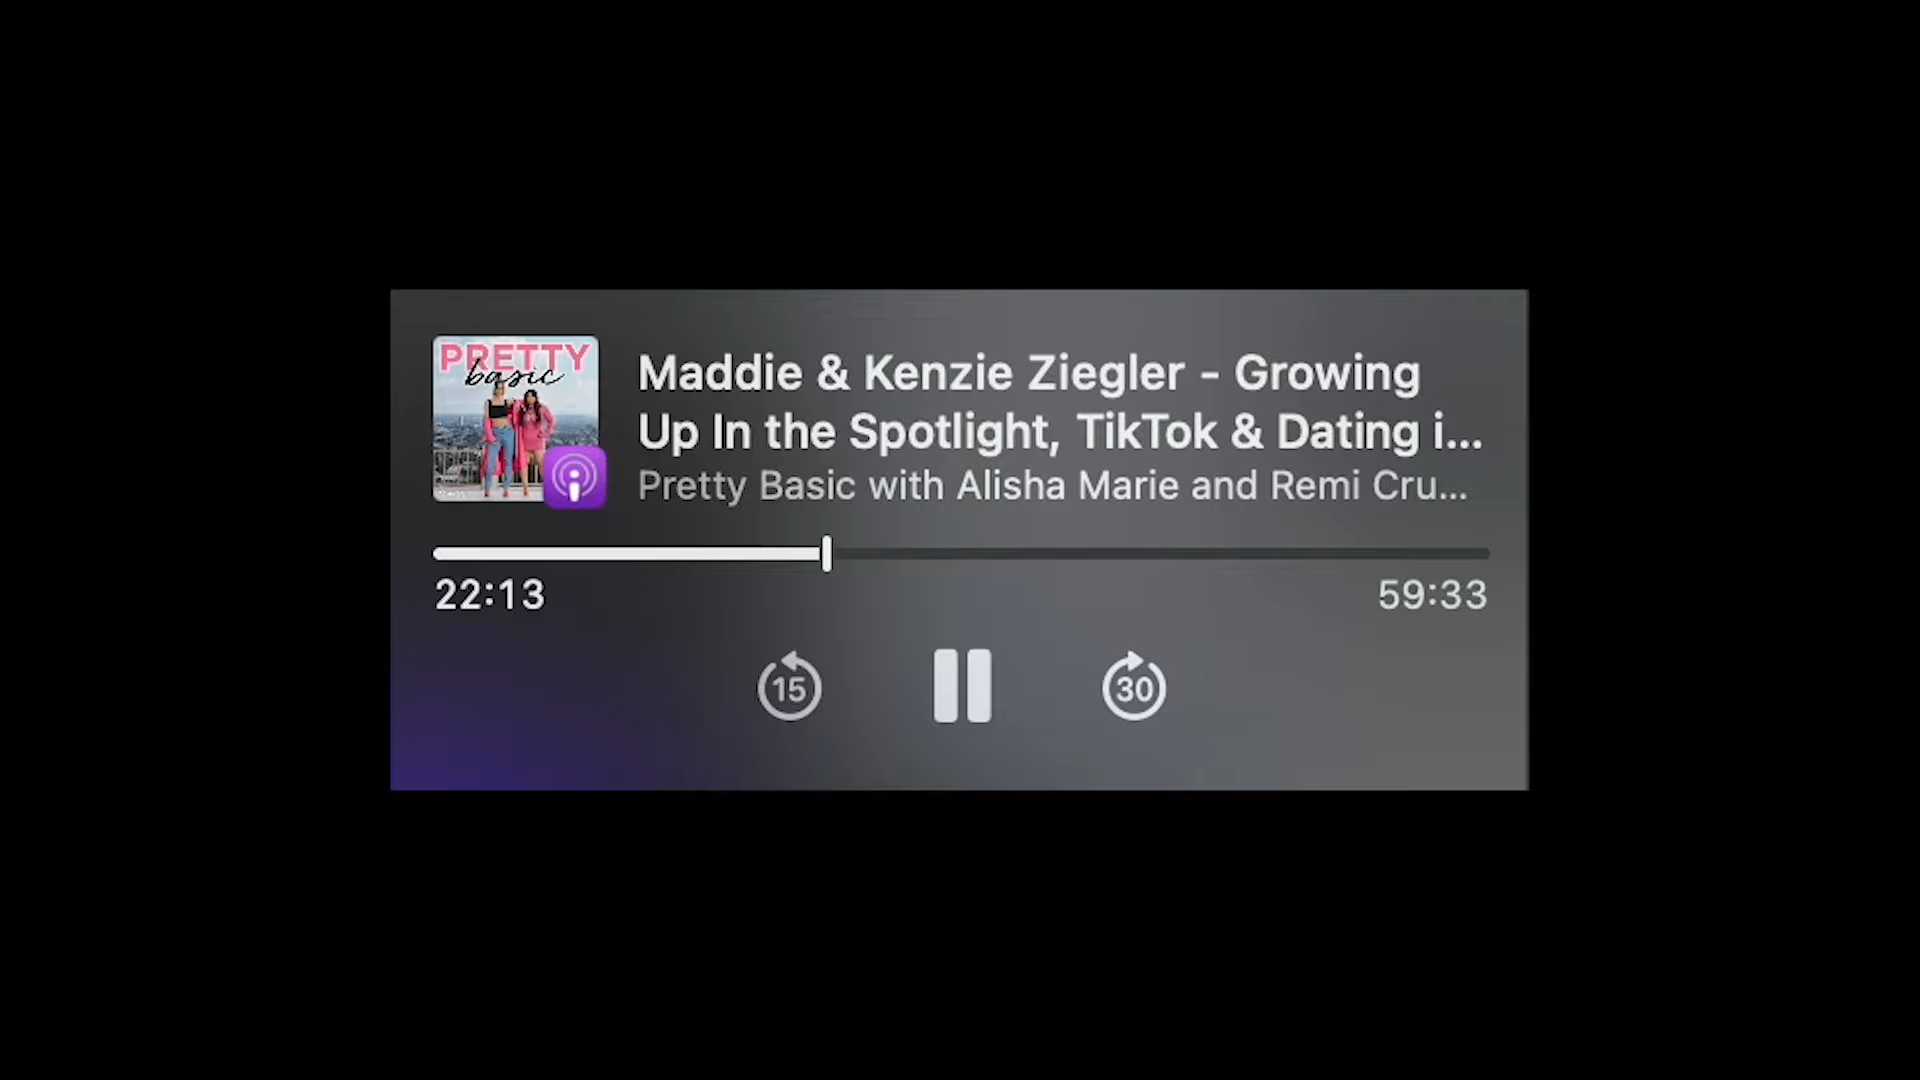 PRETTY
basic
Maddie & Kenzie Ziegler - Growing
Up In the Spotlight, TikTok & Dating i...
Pretty Basic with Alisha Marie and Remi Cru...
22:13
59:33
15
30